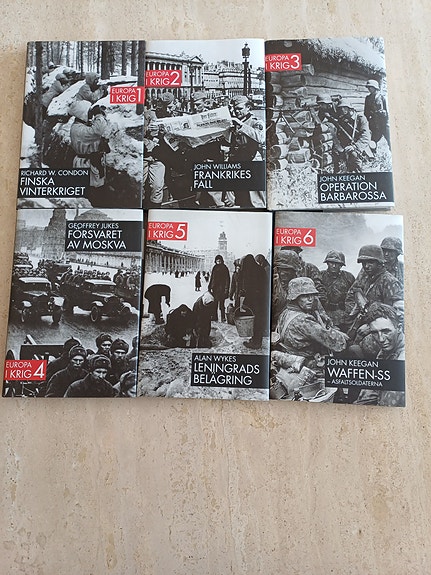 EUROPA
I KRIG 1
RICHARD W. CONDON
FINSKA
VINTERKRIGET
EUROPA
I KRIG 2
JOHN WILLIAMS
FRANKRIKES
FALL
EUROPA
I KRIG 3
JOHN KEEGAN
OPERATION
BARBAROSSA
GEOFFREY JUKES
FÖRSVARET
AV MOSKVA
EUROPA
I KRIG 4
EUROPA
I KRIG 5
ALAN WYKES
LENINGRADS
BELÄGRING
EUROPA
I KRIG 6
JOHN KEEGAN
WAFFEN-SS
– ASFALTSOLDATERNA